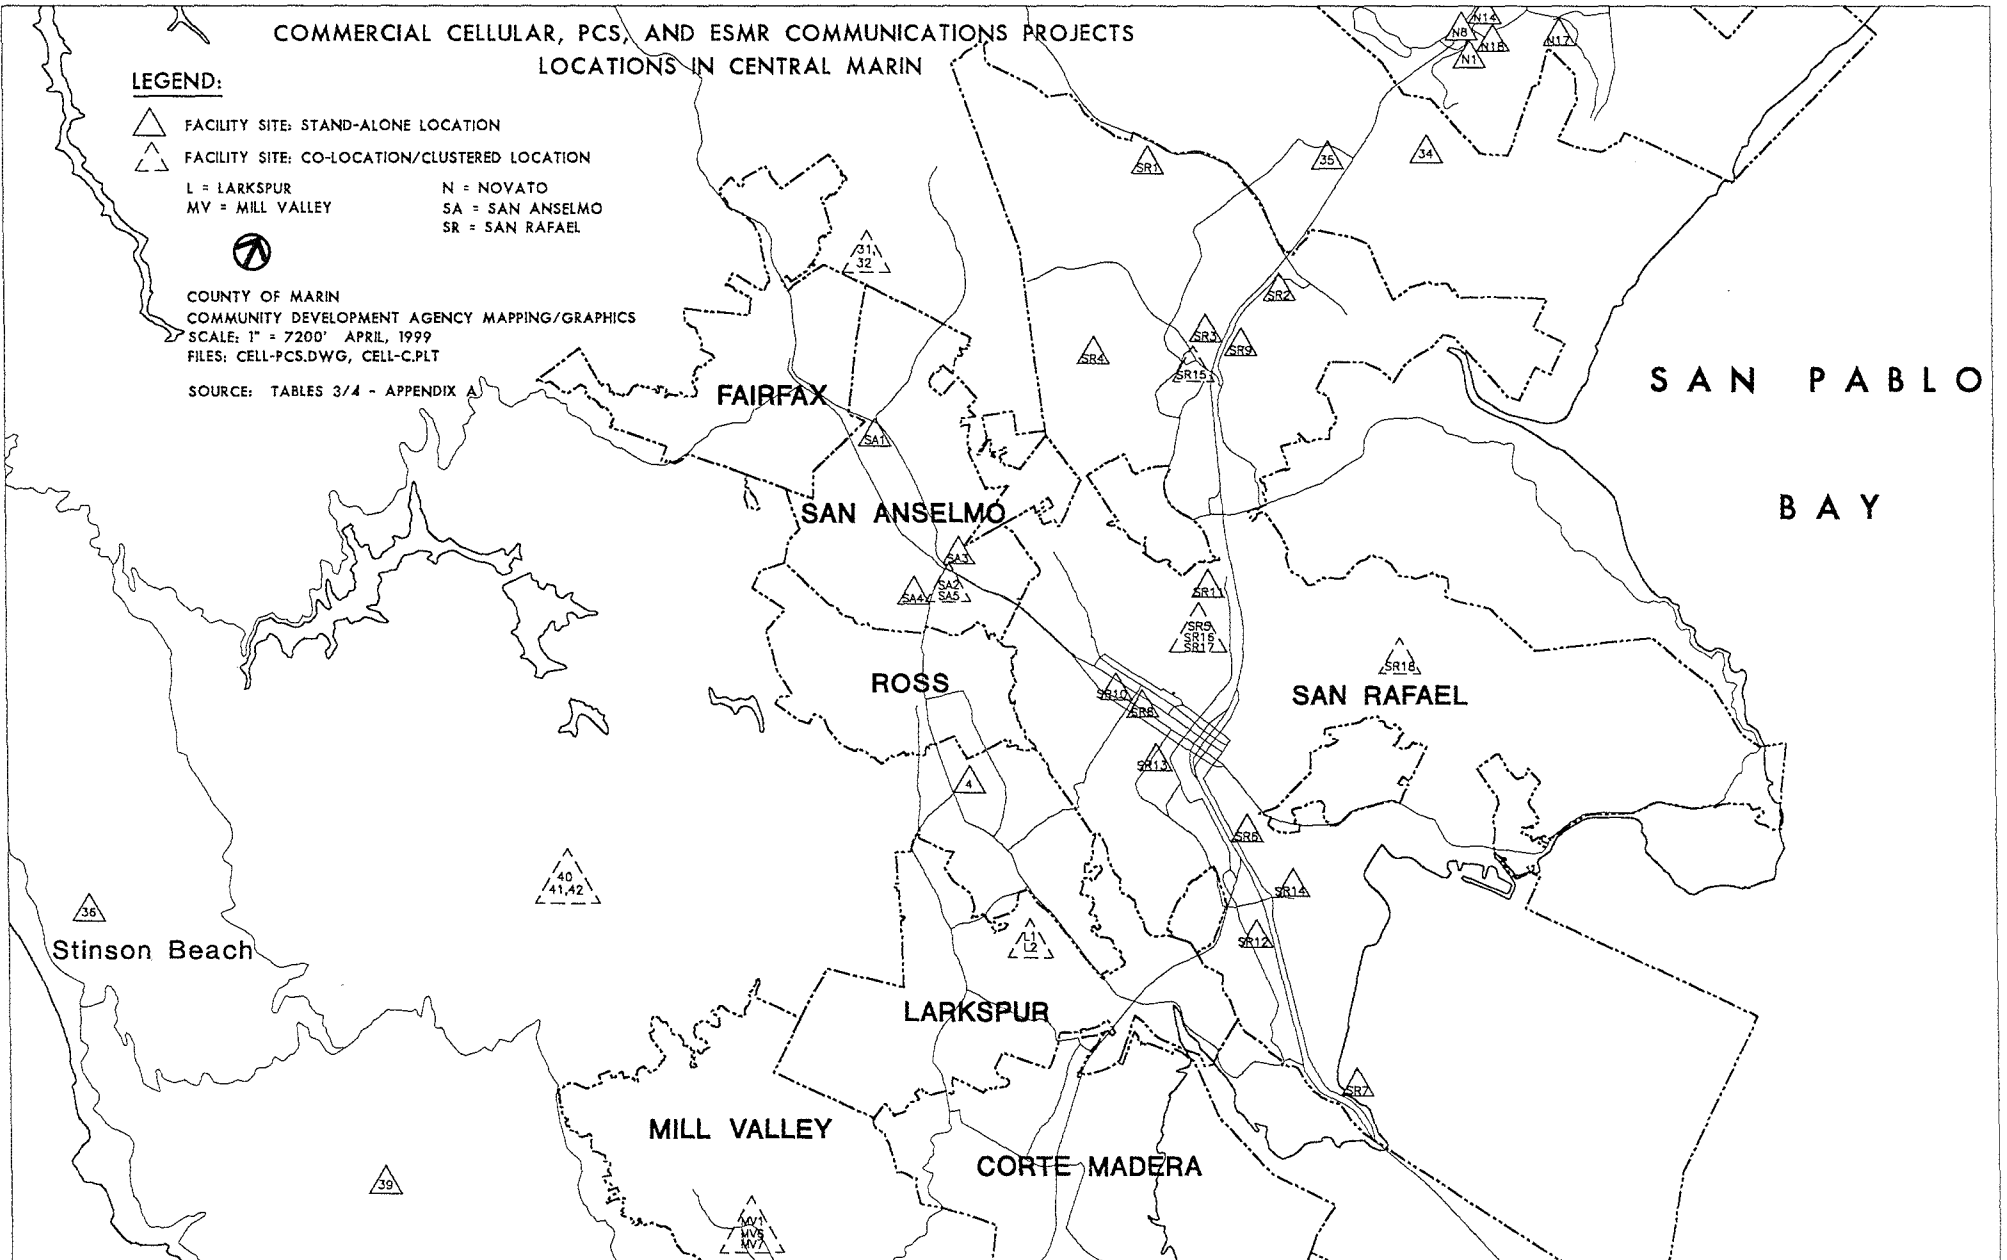 COMMERCIAL CELLULAR, PCS, AND ESMR COMMUNICATIONS PROJECTS
LOCATIONS IN CENTRAL MARIN
LEGEND:
FACILITY SITE: STAND-ALONE LOCATION
FACILITY SITE: CO-LOCATION/CLUSTERED LOCATION
L = LARKSPUR
N = NOVATO
MV = MILL VALLEY
SA = SAN ANSELMO
SR = SAN RAFAEL
COUNTY OF MARIN
COMMUNITY DEVELOPMENT AGENCY MAPPING/GRAPHICS
SCALE: 1" = 7200' APRIL, 1999
FILES: CELL-PCS.DWG, CELL-C.PLT
SOURCE: TABLES 3/4 - APPENDIX A
N14
N8
N1
N17
SR1
35
34
31,
32
SR2
SR3
SR9
SR4
SR15
SAN PABLO
BAY
FAIRFAX
SA1
SAN ANSELMO
SA3
SA4
SA2
SA5
SR11
SR5
SR16
SR17
SR18
ROSS
SR10
SAN RAFAEL
SR13
4
SR6
SR14
SR12
40
41,42
36
Stinson Beach
L1
L2
LARKSPUR
SR7
MILL VALLEY
CORTE MADERA
39
MV1
MV7